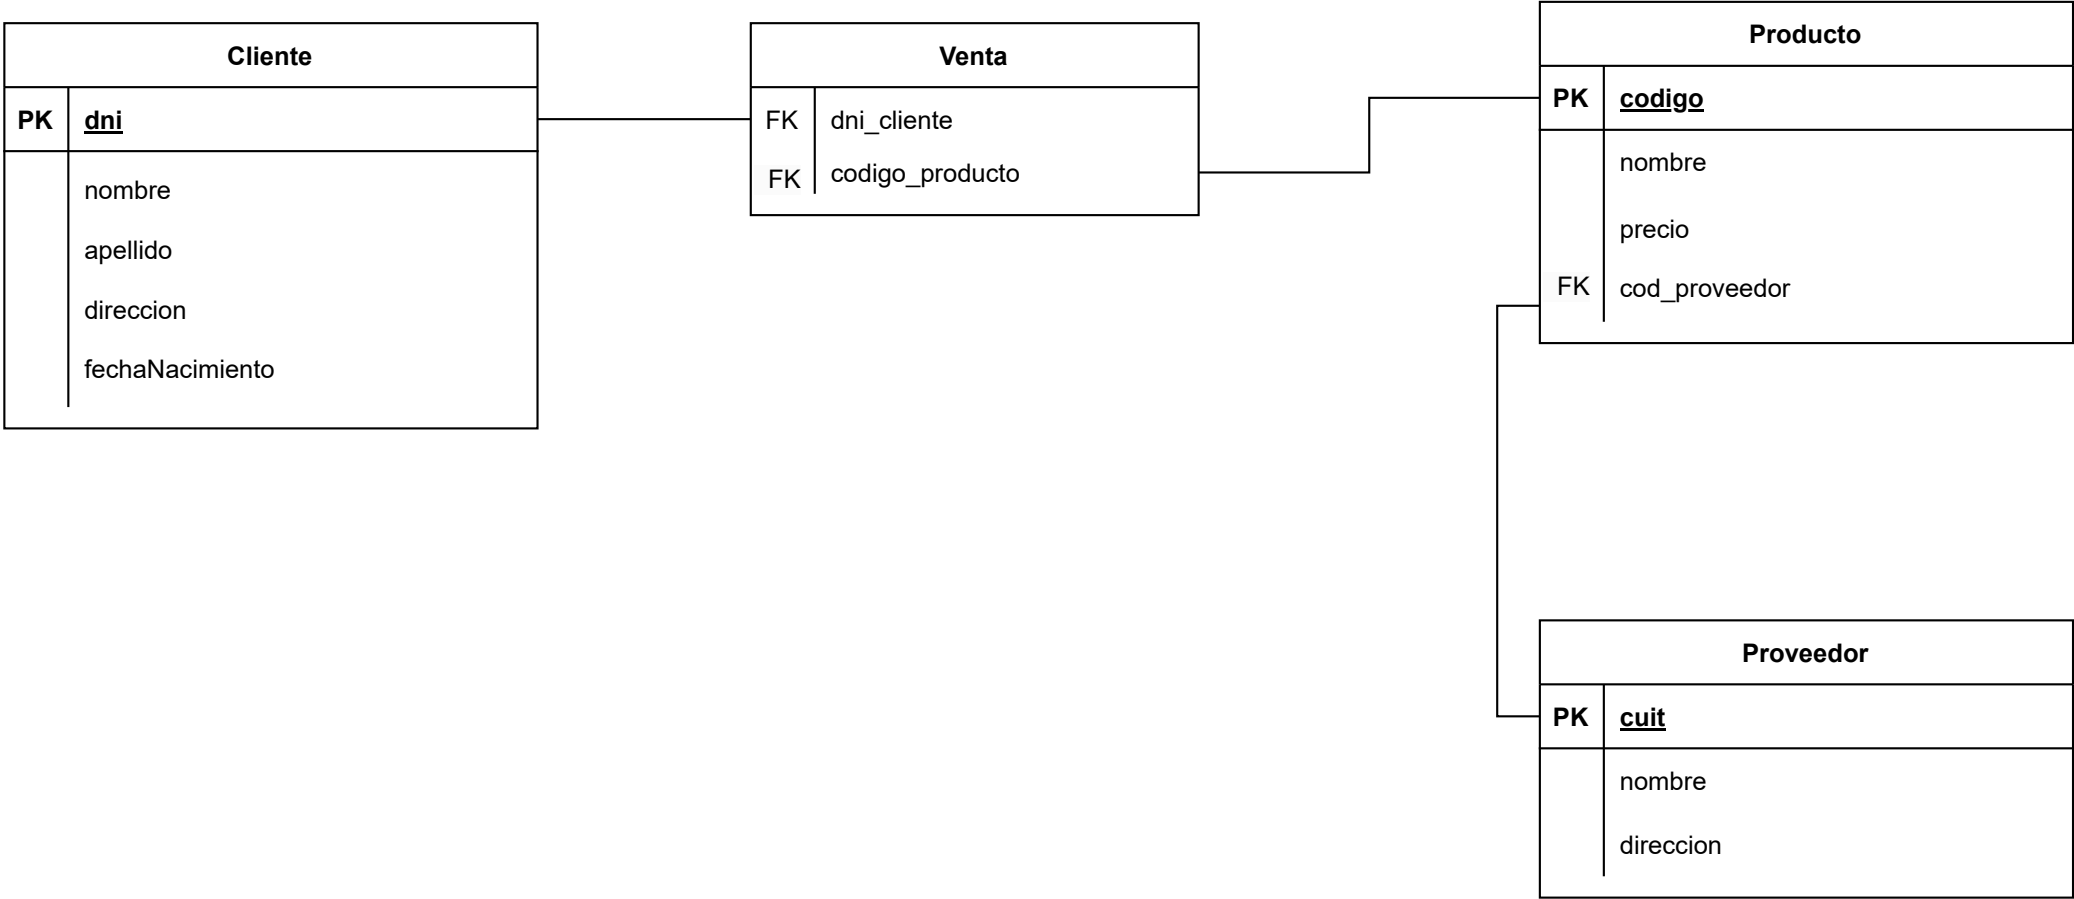 Cliente
PK dni
nombre
apellido
direccion
fechaNacimiento
Venta
FK dni_cliente
FK codigo_producto
Producto
PK codigo
nombre
precio
FK cod_proveedor
Proveedor
PK cuit
nombre
direccion